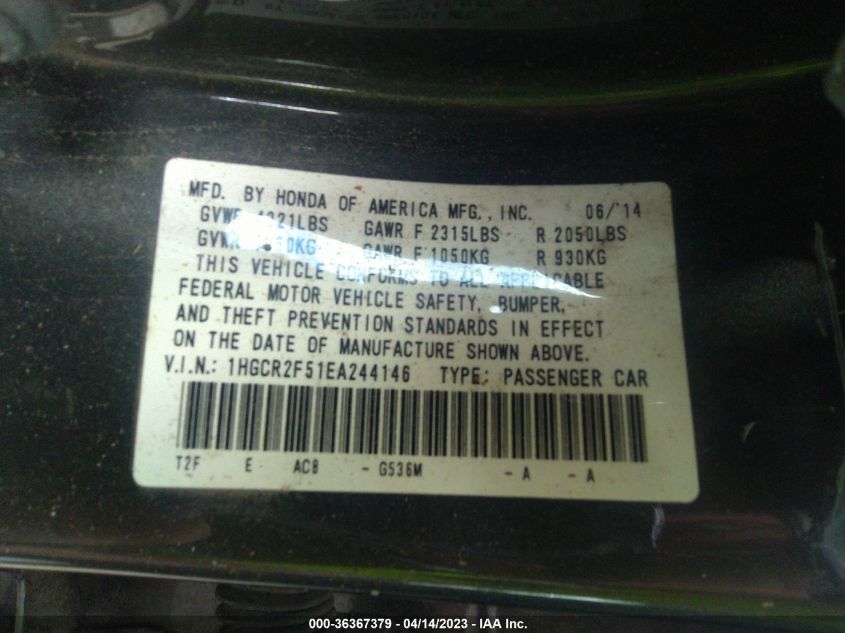 MFD. BY HONDA OF AMERICA MFG., INC. 06/'14
GAWR F 2315LBS R 2050LBS
GAWR F 1050KG R 930KG
THIS VEHICLE CONFORMS TO ALL APPLICABLE
FEDERAL MOTOR VEHICLE SAFETY, BUMPER,
AND THEFT PREVENTION STANDARDS IN EFFECT
ON THE DATE OF MANUFACTURE SHOWN ABOVE.
V.I.N.: 1HGCR2F51EA244146 TYPE: PASSENGER CAR
T2F E AC8 - G536M - A - A
000-36367379 - 04/14/2023 - IAA Inc.